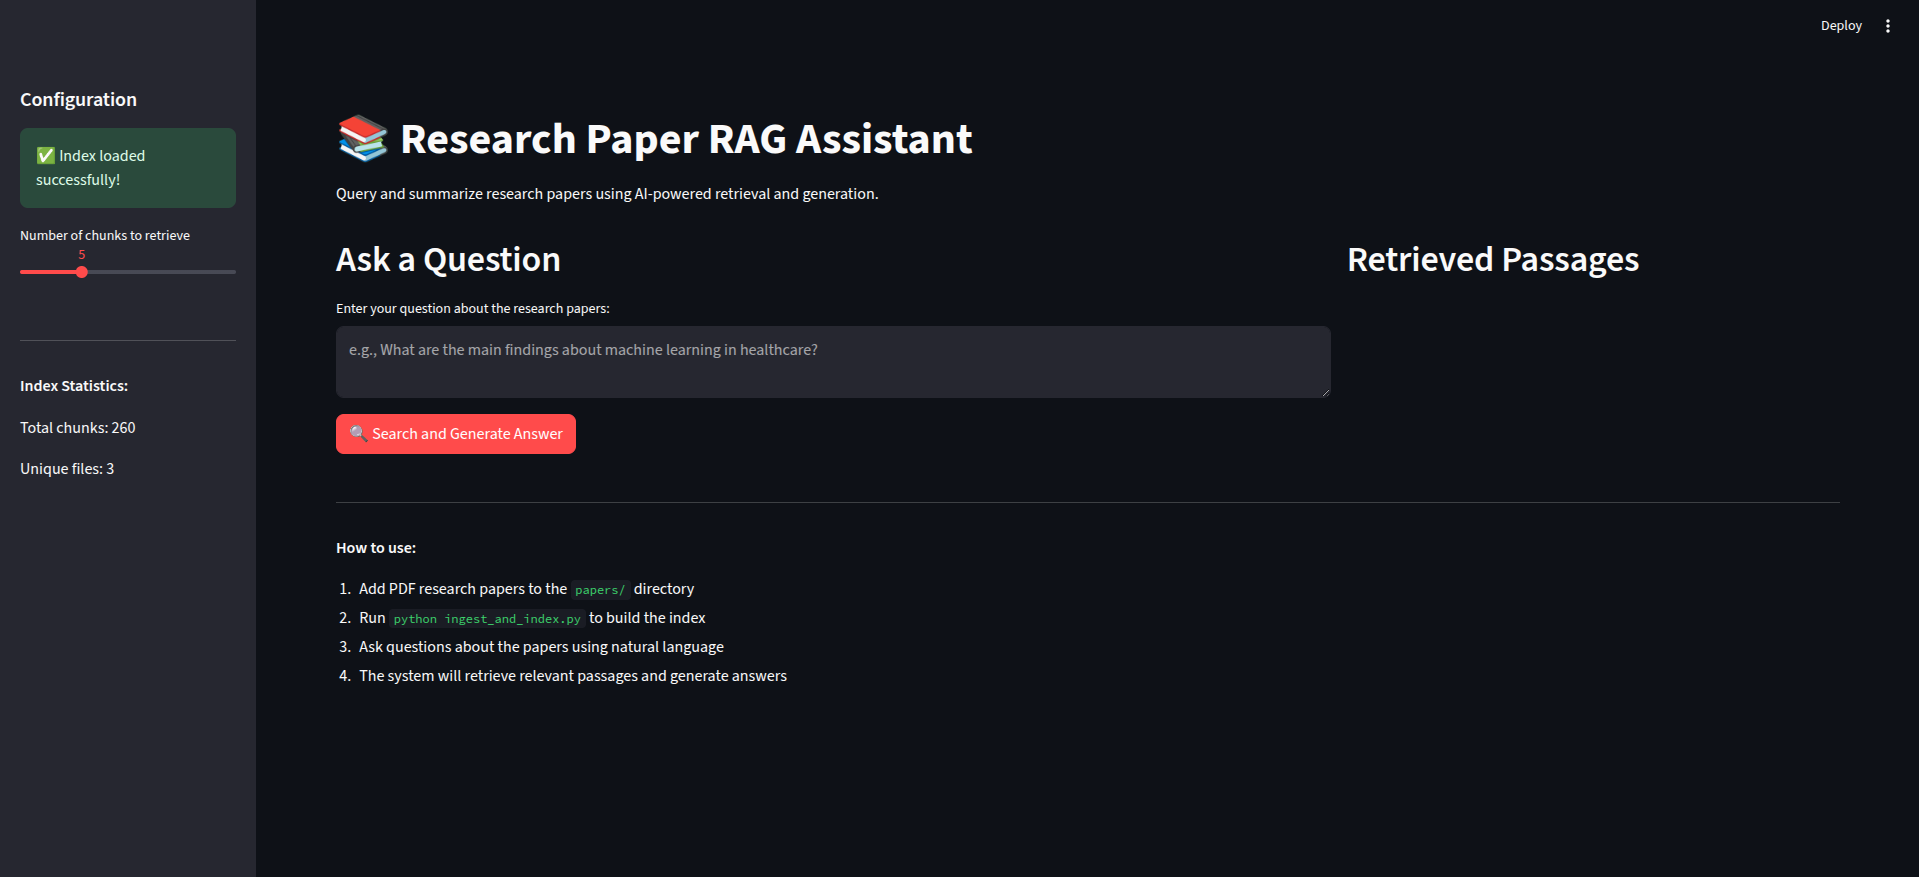 Deploy
Configuration
✅ Index loaded
successfully!
Number of chunks to retrieve
5
Index Statistics:
Total chunks: 260
Unique files: 3
📚 Research Paper RAG Assistant
Query and summarize research papers using AI-powered retrieval and generation.
Ask a Question
Enter your question about the research papers:
e.g., What are the main findings about machine learning in healthcare?
🔍 Search and Generate Answer
Retrieved Passages
How to use:
1. Add PDF research papers to the papers/ directory
2. Run python ingest_and_index.py to build the index
3. Ask questions about the papers using natural language
4. The system will retrieve relevant passages and generate answers